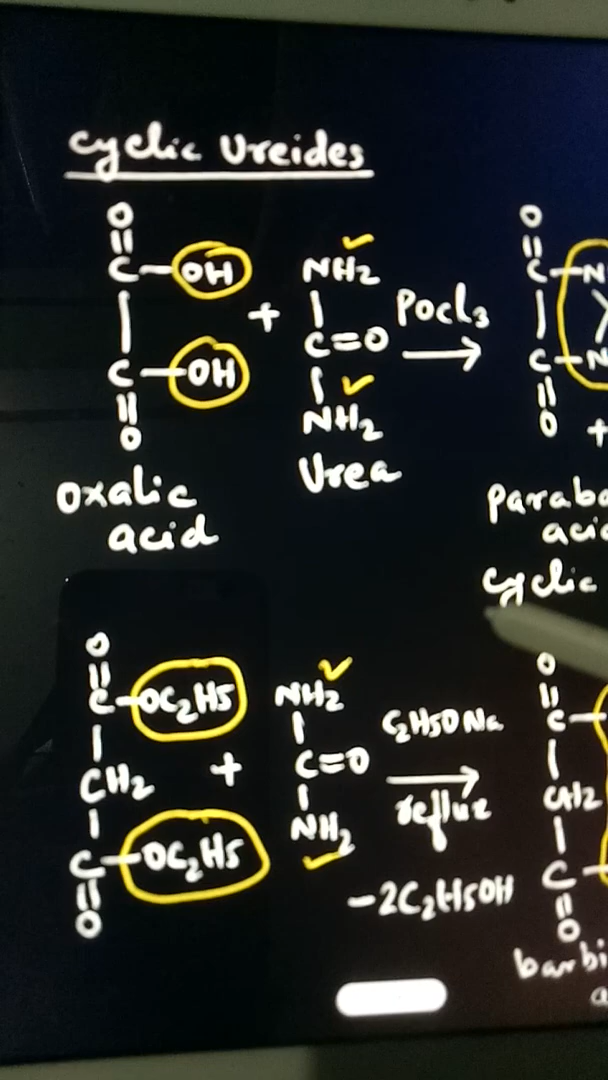 Cyclic Ureides
O
||
C-OH
|
C-OH
||
O
oxalic
acid
+
NH2
|
C=O
|
NH2
Urea
POCl3
→
O
||
C-N
|
C-N
||
O
+
cyclic
O
||
C-OC2H5
|
CH2
|
C-OC2H5
||
O
+
NH2
|
C=O
|
NH2
C2H5ONa
→
reflux
-2C2H5OH
O
||
C-
|
CH2
|
C-
||
O